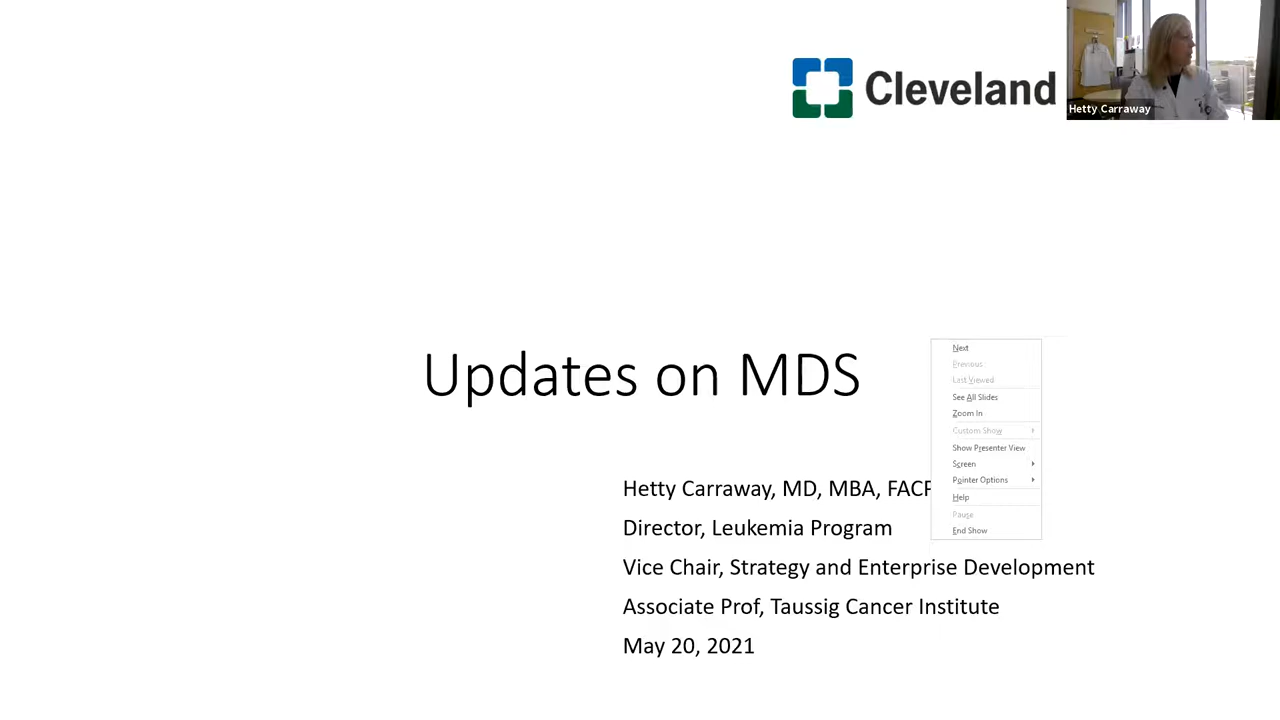 Cleveland
Hetty Carraway
Updates on MDS
Next
Previous
Last Viewed
See All Slides
Zoom In
Custom Show
Show Presenter View
Screen
Pointer Options
Help
Pause
End Show
Hetty Carraway, MD, MBA, FACP
Director, Leukemia Program
Vice Chair, Strategy and Enterprise Development
Associate Prof, Taussig Cancer Institute
May 20, 2021